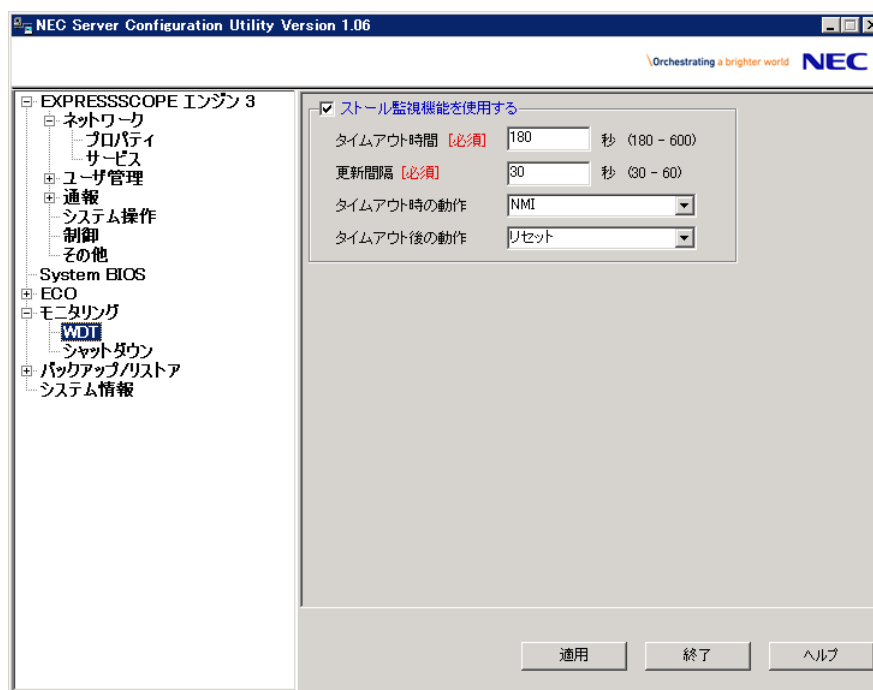 NEC Server Configuration Utility Version 1.06
\Orchestrating a brighter world NEC
EXPRESSSCOPE エンジン 3
ネットワーク
プロパティ
サービス
ユーザ管理
通報
システム操作
制御
その他
System BIOS
ECO
モニタリング
WDT
シャットダウン
バックアップ/リストア
システム情報
ストール監視機能を使用する
タイムアウト時間 [必須] 180 秒 (180 - 600)
更新間隔 [必須] 30 秒 (30 - 60)
タイムアウト時の動作 NMI
タイムアウト後の動作 リセット
適用 終了 ヘルプ